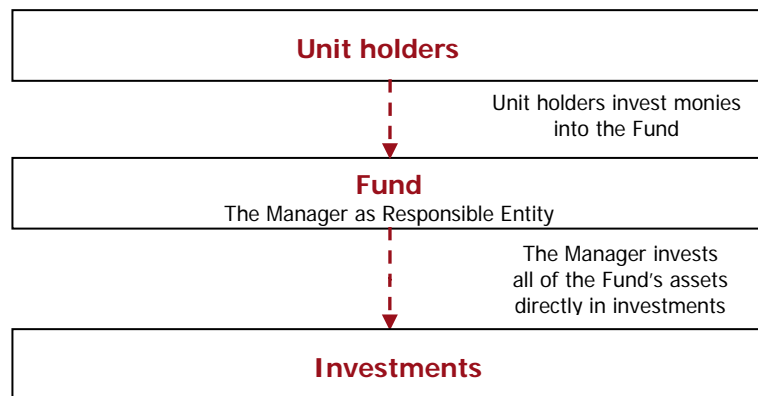 Unit holders
Unit holders invest monies
into the Fund
Fund
The Manager as Responsible Entity
The Manager invests
all of the Fund's assets
directly in investments
Investments